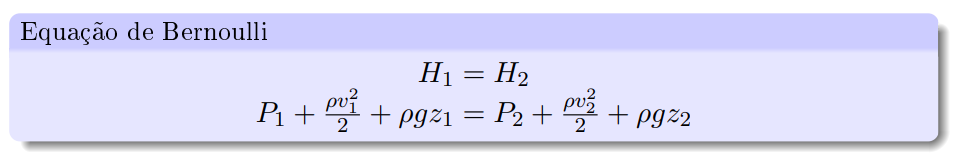 Equação de Bernoulli
H₁ = H₂
P₁ + ρv₁²/2 + ρgz₁ = P₂ + ρv₂²/2 + ρgz₂